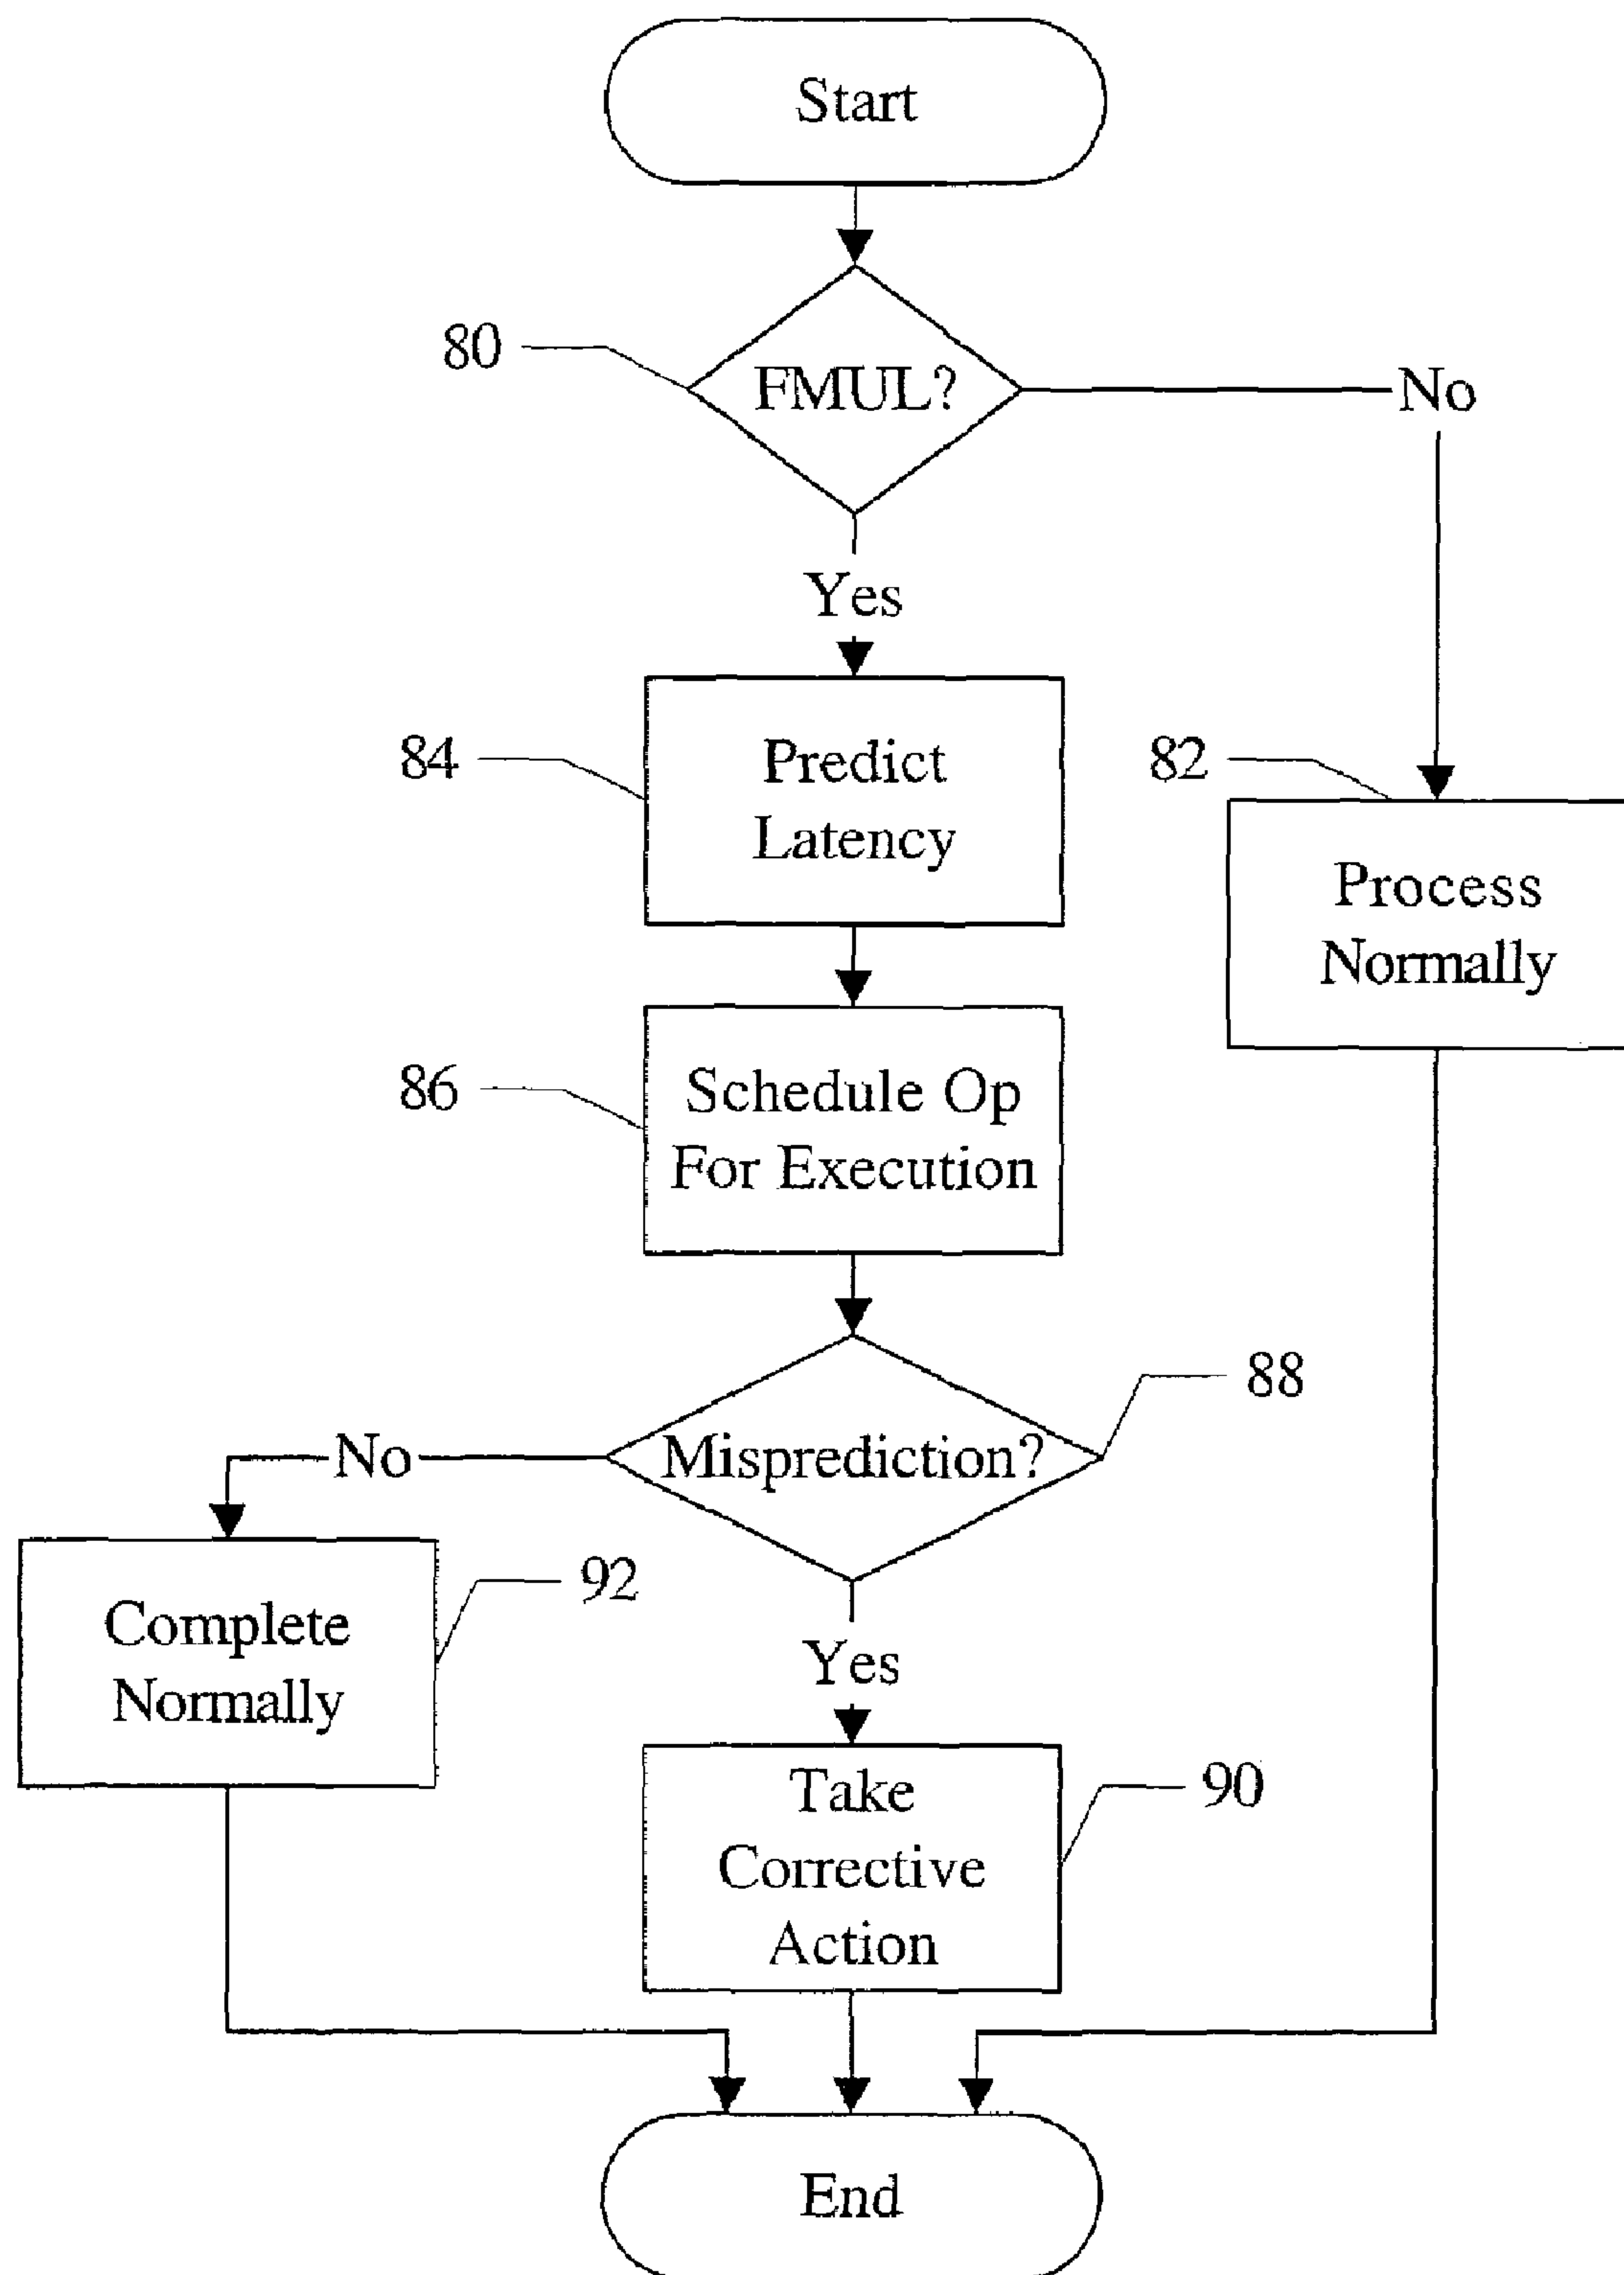 Start
80
FMUL?
No
Yes
84
Predict
Latency
82
Process
Normally
86
Schedule Op
For Execution
88
Misprediction?
No
92
Complete
Normally
Yes
90
Take
Corrective
Action
End